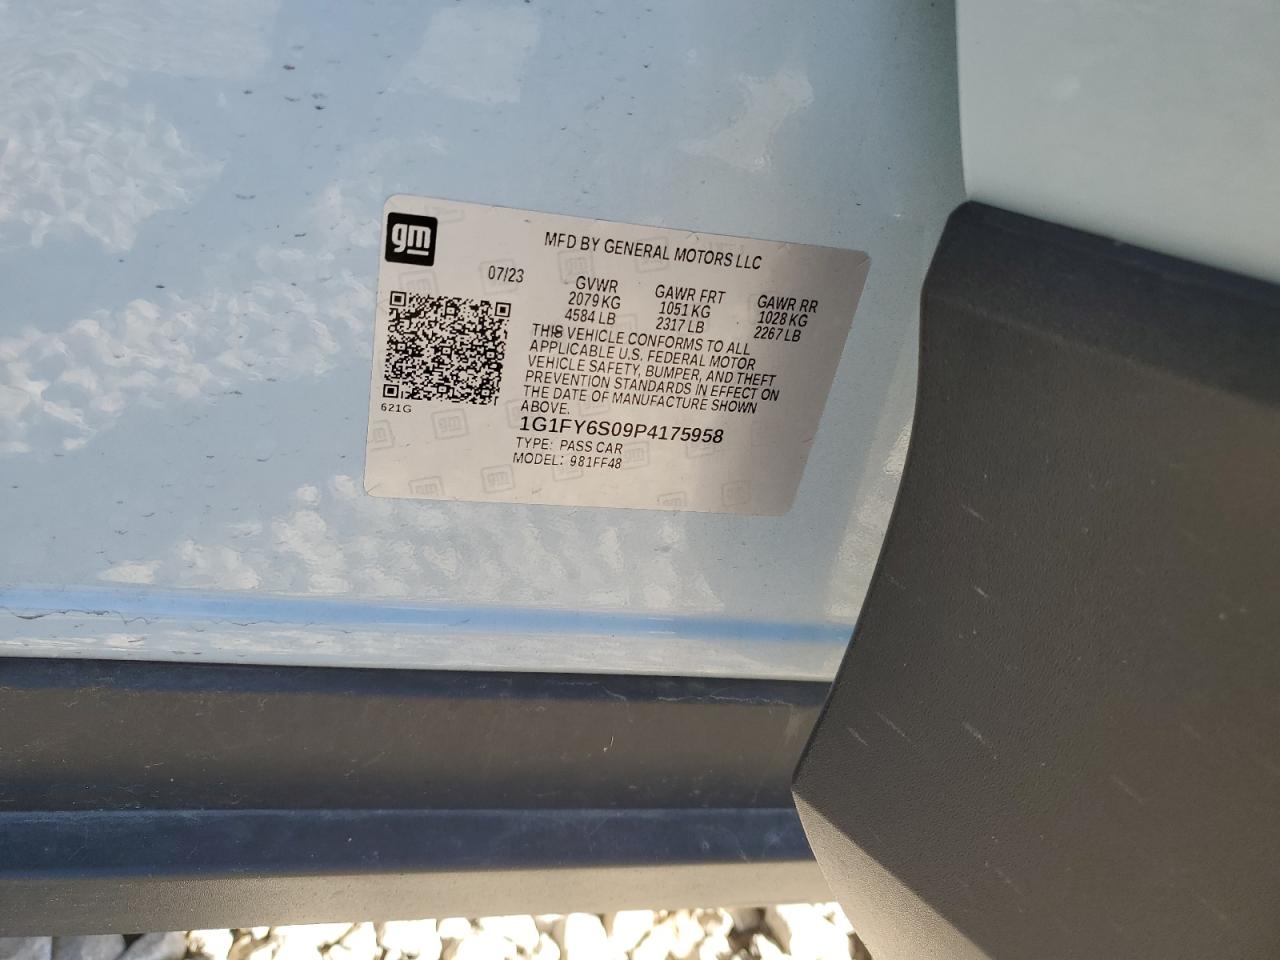 gm
MFD BY GENERAL MOTORS LLC
07/23
GVWR GAWR FRT GAWR RR
2079 KG 1051 KG 1028 KG
4584 LB 2317 LB 2267 LB
THIS VEHICLE CONFORMS TO ALL
APPLICABLE U.S. FEDERAL MOTOR
VEHICLE SAFETY, BUMPER, AND THEFT
PREVENTION STANDARDS IN EFFECT ON
THE DATE OF MANUFACTURE SHOWN
ABOVE.
621G
1G1FY6S09P4175958
TYPE: PASS CAR
MODEL: 981FF48